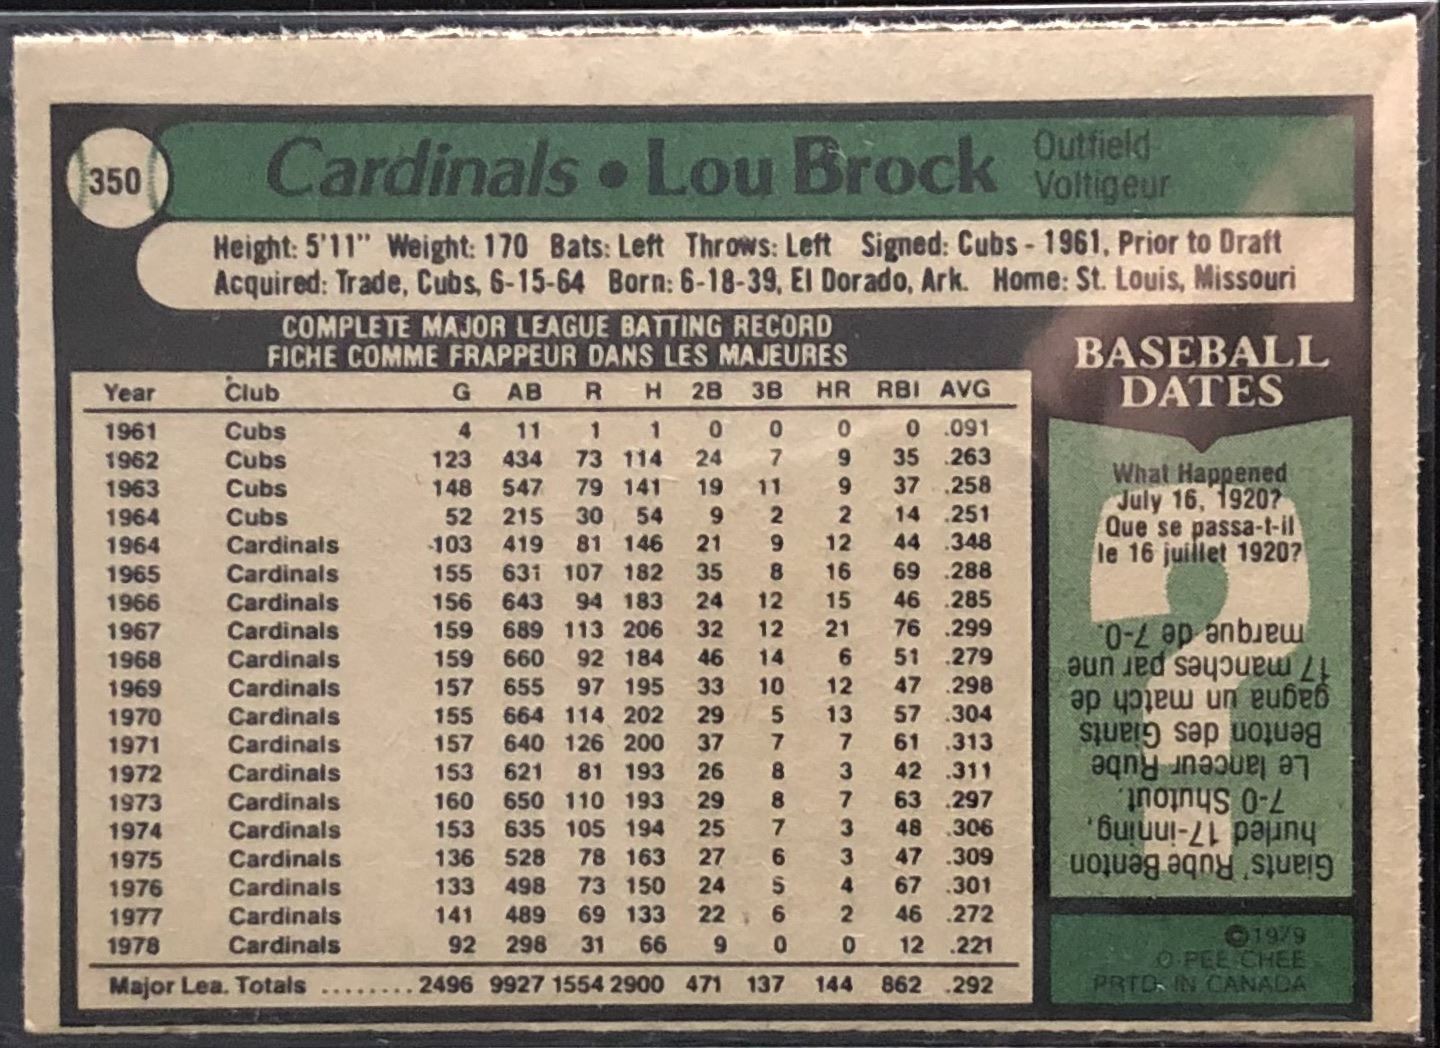 350
Cardinals • Lou Brock
Outfield
Voltigeur
Height: 5'11" Weight: 170 Bats: Left Throws: Left Signed: Cubs - 1961, Prior to Draft
Acquired: Trade, Cubs, 6-15-64 Born: 6-18-39, El Dorado, Ark. Home: St. Louis, Missouri
COMPLETE MAJOR LEAGUE BATTING RECORD
FICHE COMME FRAPPEUR DANS LES MAJEURES
Year Club G AB R H 2B 3B HR RBI AVG
1961 Cubs 4 11 1 1 0 0 0 0 .091
1962 Cubs 123 434 73 114 24 7 9 35 .263
1963 Cubs 148 547 79 141 19 11 9 37 .258
1964 Cubs 52 215 30 54 9 2 2 14 .251
1964 Cardinals 103 419 81 146 21 9 12 44 .348
1965 Cardinals 155 631 107 182 35 8 16 69 .288
1966 Cardinals 156 643 94 183 24 12 15 46 .285
1967 Cardinals 159 689 113 206 32 12 21 76 .299
1968 Cardinals 159 660 92 184 46 14 6 51 .279
1969 Cardinals 157 655 97 195 33 10 12 47 .298
1970 Cardinals 155 664 114 202 29 5 13 57 .304
1971 Cardinals 157 640 126 200 37 7 7 61 .313
1972 Cardinals 153 621 81 193 26 8 3 42 .311
1973 Cardinals 160 650 110 193 29 8 7 63 .297
1974 Cardinals 153 635 105 194 25 7 3 48 .306
1975 Cardinals 136 528 78 163 27 6 3 47 .309
1976 Cardinals 133 498 73 150 24 5 4 67 .301
1977 Cardinals 141 489 69 133 22 6 2 46 .272
1978 Cardinals 92 298 31 66 9 0 0 12 .221
Major Lea. Totals ........ 2496 9927 1554 2900 471 137 144 862 .292
BASEBALL
DATES
What Happened
July 16, 1920?
Que se passa-t-il
le 16 juillet 1920?
Giants' Rube Benton
hurled 17-inning,
7-0 Shutout.
Le lanceur Rube
Benton des Giants
gagna un match de
17 manches par une
marque de 7-0.
©1979
O-PEE-CHEE
PRTD. IN CANADA